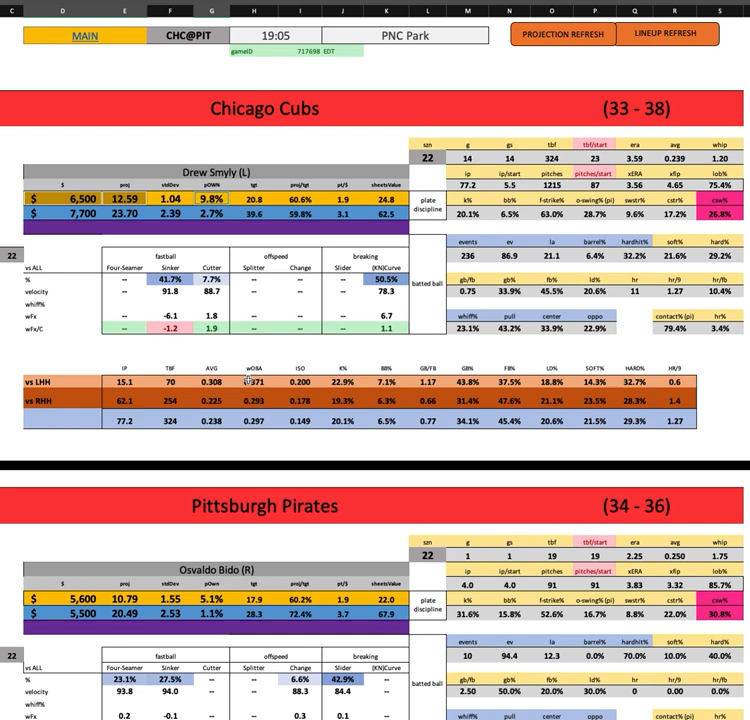 C D E F G H I J K L M N O P Q R S
MAIN CHC@PIT 19:05 PNC Park PROJECTION REFRESH LINEUP REFRESH
gameID 717698 EDT
Chicago Cubs (33 - 38)
szn g gs tbf tbf/start era avg whip
22 14 14 324 23 3.59 0.239 1.20
Drew Smyly (L) ip ip/start pitches pitches/start xERA xfip lob%
$ proj stdDev pOWN tgt proj/tgt pt/$ sheetsValue 77.2 5.5 1215 87 3.56 4.65 75.4%
$ 6,500 12.59 1.04 9.8% 20.8 60.6% 1.9 24.8 plate discipline k% bb% f-strike% o-swing% (pi) swstr% cstr% csw%
$ 7,700 23.70 2.39 2.7% 39.6 59.8% 3.1 62.5 20.1% 6.5% 63.0% 28.7% 9.6% 17.2% 26.8%
events ev la barrel% hardhit% soft% hard%
22 fastball offspeed breaking 236 86.9 21.1 6.4% 32.2% 21.6% 29.2%
vs ALL Four-Seamer Sinker Cutter Splitter Change Slider (KN)Curve
% -- 41.7% 7.7% -- -- -- 50.5% batted ball gb/fb gb% fb% ld% hr hr/9 hr/fb
velocity -- 91.8 88.7 -- -- -- 78.3 0.75 33.9% 45.5% 20.6% 11 1.27 10.4%
whiff%
wFx -6.1 1.8 6.7 whiff% pull center oppo contact% (pi) hr%
wFx/C -- -1.2 1.9 -- -- -- 1.1 23.1% 43.2% 33.9% 22.9% 79.4% 3.4%
IP TBF AVG wOBA ISO K% BB% GB/FB GB% FB% LD% SOFT% HARD% HR/9
vs LHH 15.1 70 0.308 371 0.200 22.9% 7.1% 1.17 43.8% 37.5% 18.8% 14.3% 32.7% 0.6
vs RHH 62.1 254 0.225 0.293 0.178 19.3% 6.3% 0.66 31.4% 47.6% 21.1% 23.5% 28.3% 1.4
77.2 324 0.238 0.297 0.149 20.1% 6.5% 0.77 34.1% 45.4% 20.6% 21.5% 29.3% 1.27
Pittsburgh Pirates (34 - 36)
szn g gs tbf tbf/start era avg whip
22 1 1 19 19 2.25 0.250 1.75
Osvaldo Bido (R) ip ip/start pitches pitches/start xERA xfip lob%
$ proj stdDev pOwn tgt proj/tgt pt/$ sheetsValue 4.0 4.0 91 91 3.83 3.32 85.7%
$ 5,600 10.79 1.55 5.1% 17.9 60.2% 1.9 22.0 plate discipline k% bb% f-strike% o-swing% (pi) swstr% cstr% csw%
$ 5,500 20.49 2.53 1.1% 28.3 72.4% 3.7 67.9 31.6% 15.8% 52.6% 16.7% 8.8% 22.0% 30.8%
events ev la barrel% hardhit% soft% hard%
22 fastball offspeed breaking 10 94.4 12.3 0.0% 70.0% 10.0% 40.0%
vs ALL Four-Seamer Sinker Cutter Splitter Change Slider (KN)Curve
% 23.1% 27.5% -- -- 6.6% 42.9% -- batted ball gb/fb gb% fb% ld% hr hr/9 hr/fb
velocity 93.8 94.0 -- -- 88.3 84.4 -- 2.50 50.0% 20.0% 30.0% 0 0.00 0.0%
whiff%
wFx 0.2 -0.1 0.3 0.1 whiff% pull center oppo contact% (pi) hr%